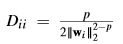 D_{ii} = \frac{p}{2\|\mathbf{w}_i\|_2^{2-p}}